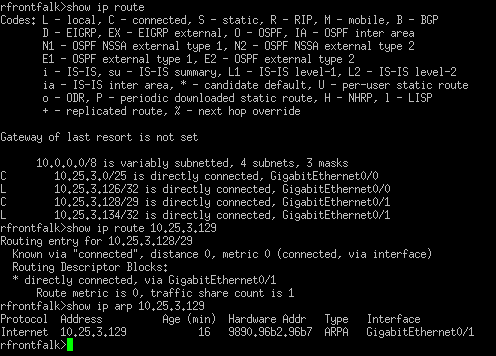 rfrontfalk>show ip route
Codes: L - local, C - connected, S - static, R - RIP, M - mobile, B - BGP
       D - EIGRP, EX - EIGRP external, O - OSPF, IA - OSPF inter area
       N1 - OSPF NSSA external type 1, N2 - OSPF NSSA external type 2
       E1 - OSPF external type 1, E2 - OSPF external type 2
       i - IS-IS, su - IS-IS summary, L1 - IS-IS level-1, L2 - IS-IS level-2
       ia - IS-IS inter area, * - candidate default, U - per-user static route
       o - ODR, P - periodic downloaded static route, H - NHRP, l - LISP
       + - replicated route, % - next hop override
Gateway of last resort is not set
      10.0.0.0/8 is variably subnetted, 4 subnets, 3 masks
C        10.25.3.0/25 is directly connected, GigabitEthernet0/0
L        10.25.3.126/32 is directly connected, GigabitEthernet0/0
C        10.25.3.128/29 is directly connected, GigabitEthernet0/1
L        10.25.3.134/32 is directly connected, GigabitEthernet0/1
rfrontfalk>show ip route 10.25.3.129
Routing entry for 10.25.3.128/29
  Known via "connected", distance 0, metric 0 (connected, via interface)
  Routing Descriptor Blocks:
  * directly connected, via GigabitEthernet0/1
      Route metric is 0, traffic share count is 1
rfrontfalk>show ip arp 10.25.3.129
Protocol  Address          Age (min)  Hardware Addr   Type   Interface
Internet  10.25.3.129            16   9890.96b2.96b7  ARPA   GigabitEthernet0/1
rfrontfalk>